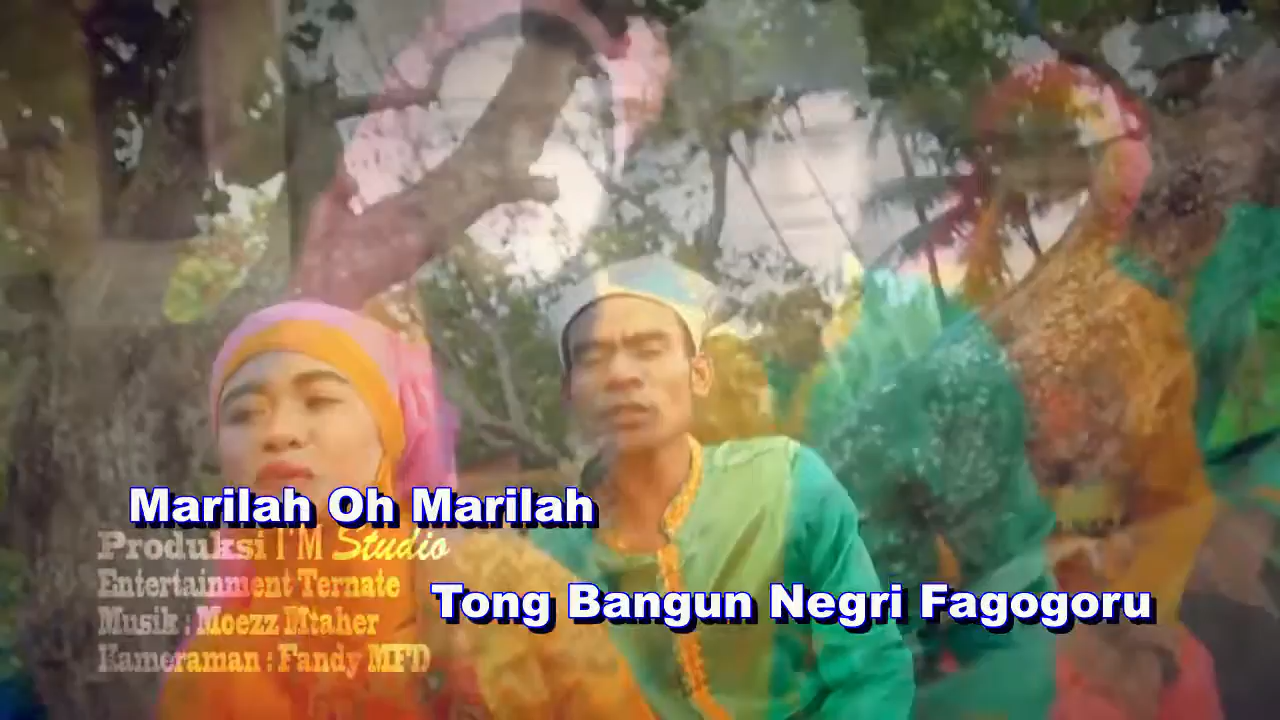 Marilah Oh Marilah
Produksi I'M Studio
Entertainment Ternate
Tong Bangun Negri Fagogoru
Musik : Moezz Mtaher
Kameraman : Fandy MFD